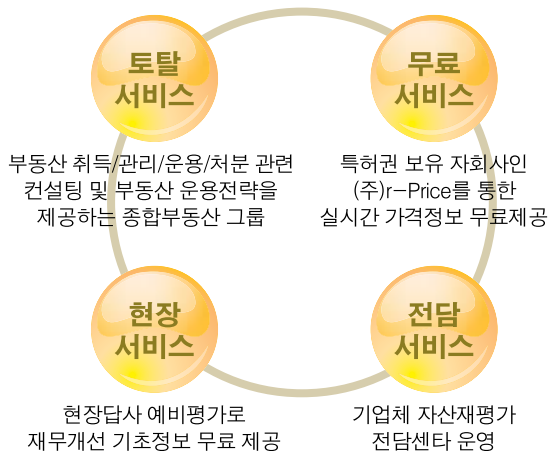 토탈
서비스
부동산 취득/관리/운용/처분 관련
컨설팅 및 부동산 운용전략을
제공하는 종합부동산 그룹
무료
서비스
특허권 보유 자회사인
(주)r-Price를 통한
실시간 가격정보 무료제공
현장
서비스
현장답사 예비평가로
재무개선 기초정보 무료 제공
전담
서비스
기업체 자산재평가
전담센타 운영